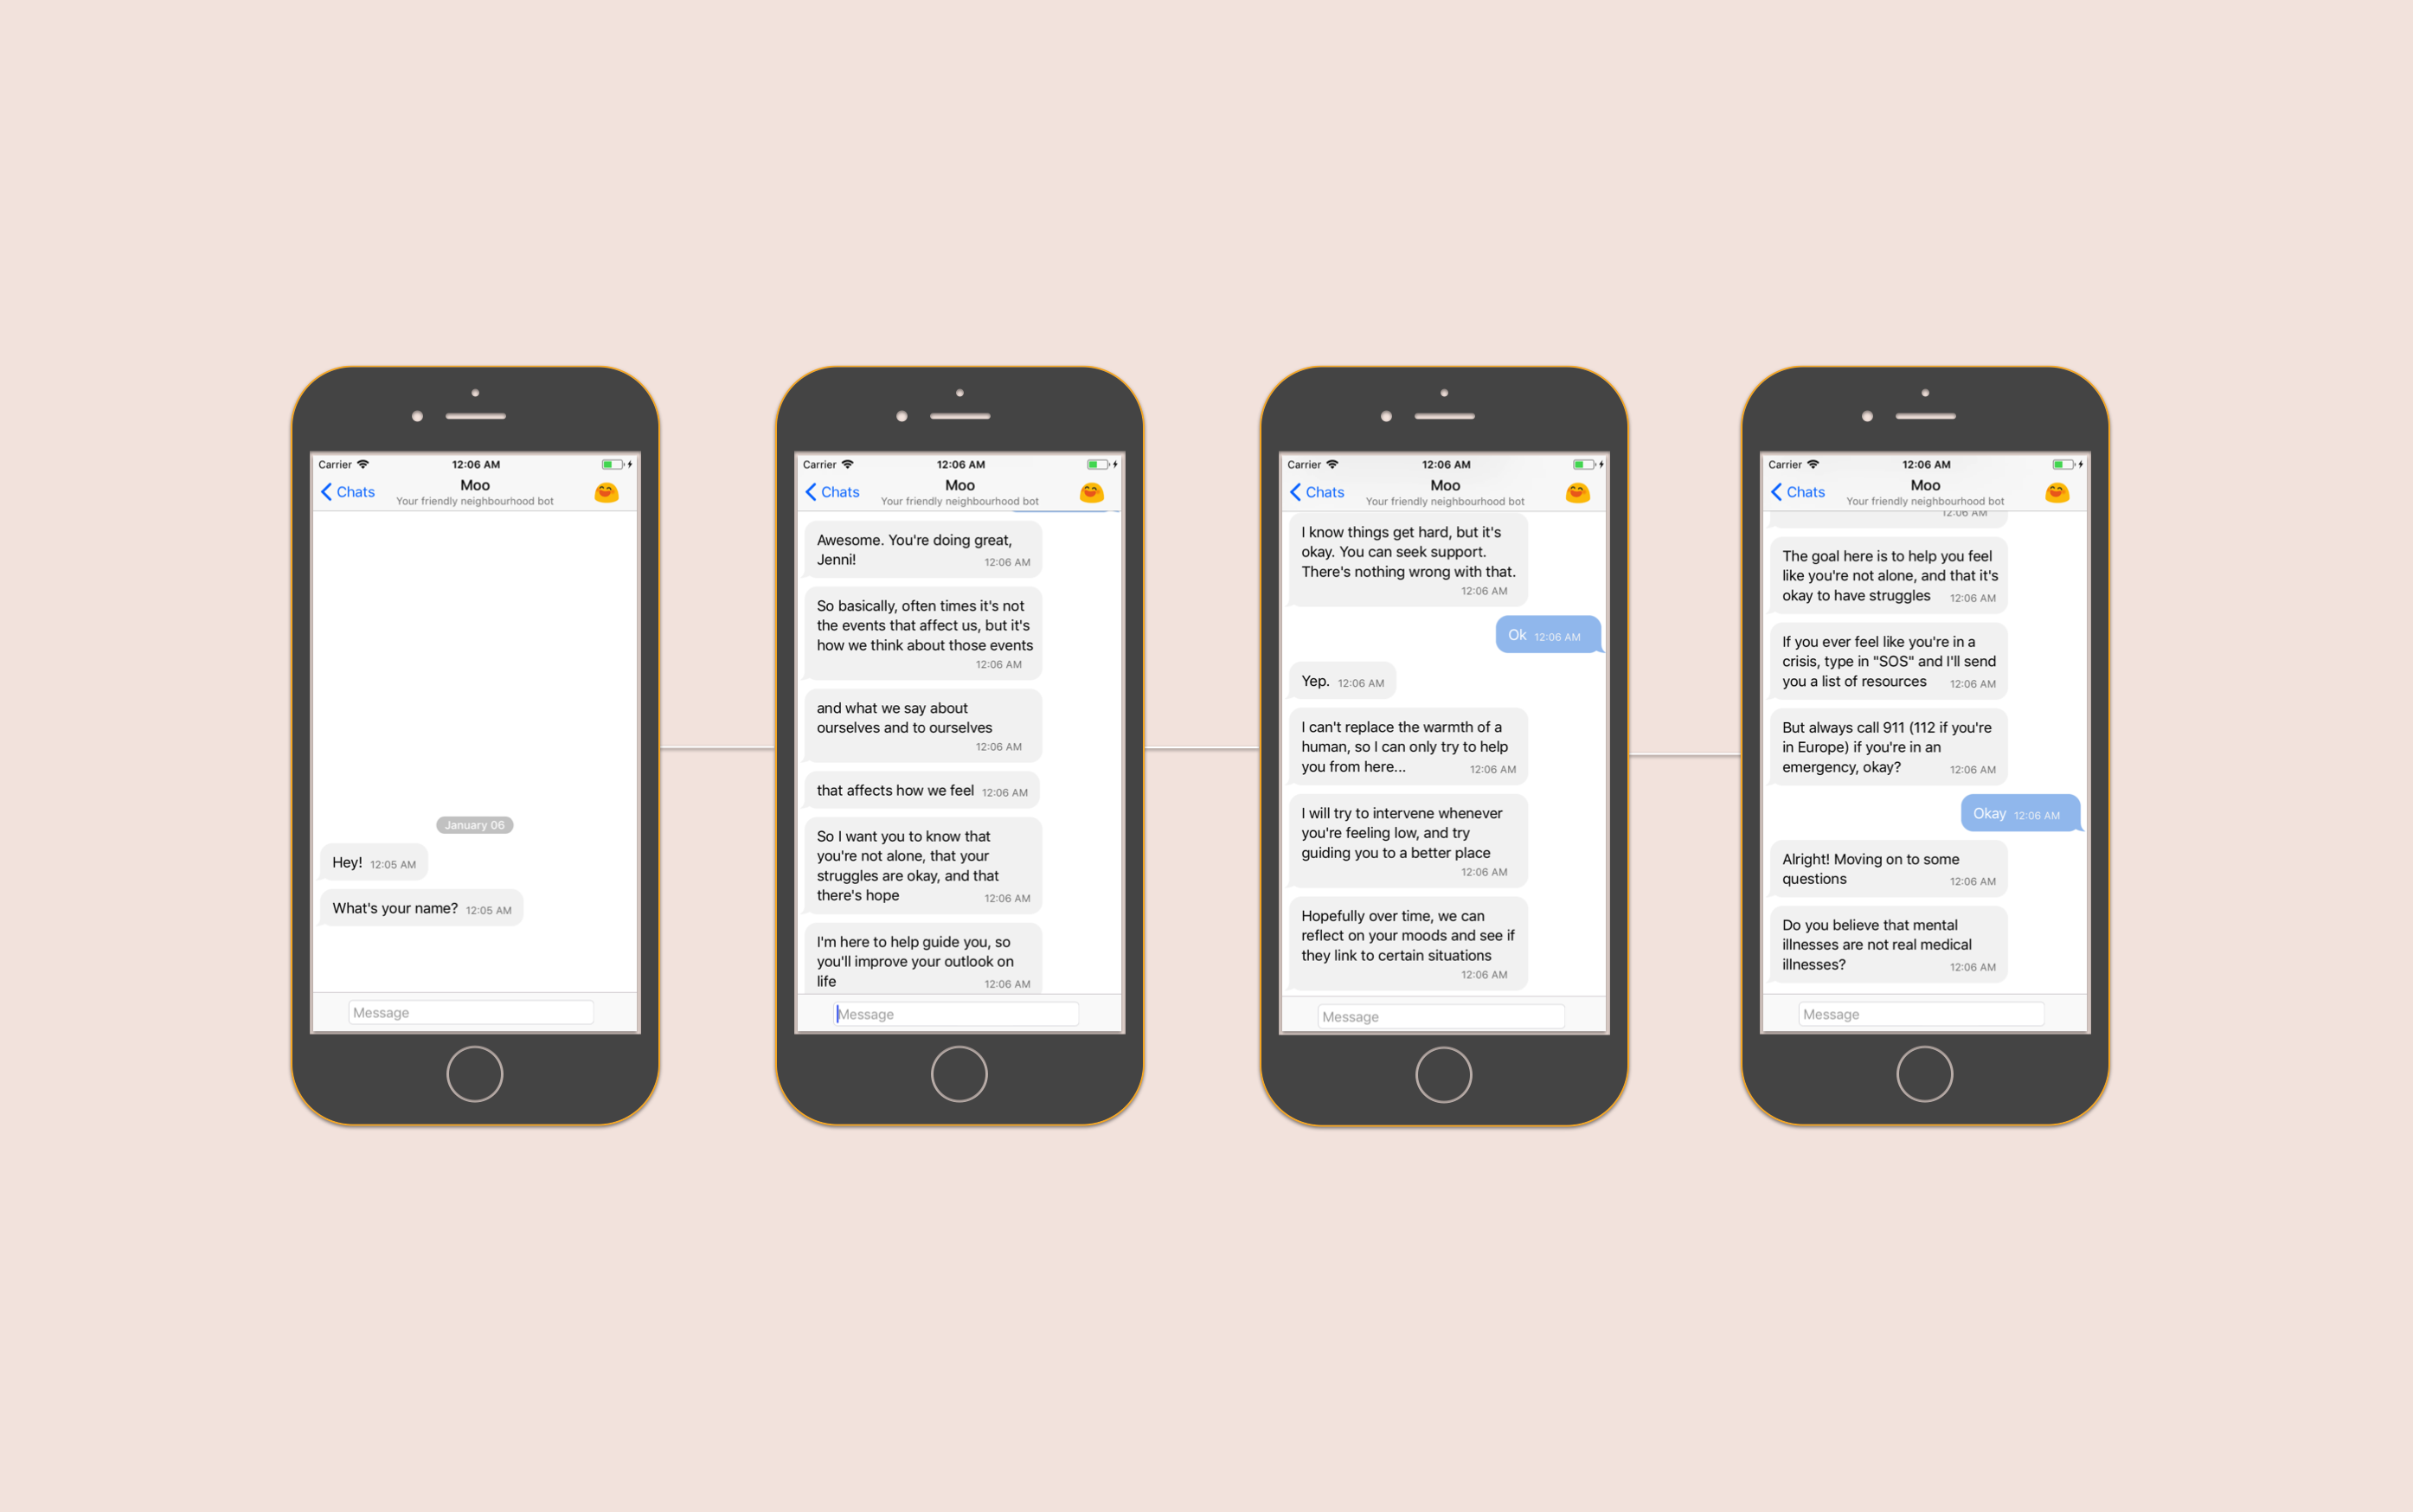 Carrier 12:06 AM
Chats
Moo
Your friendly neighbourhood bot
January 06
Hey! 12:05 AM
What's your name? 12:05 AM
Message
Carrier 12:06 AM
Chats
Moo
Your friendly neighbourhood bot
Awesome. You're doing great,
Jenni! 12:06 AM
So basically, often times it's not
the events that affect us, but it's
how we think about those events
12:06 AM
and what we say about
ourselves and to ourselves
12:06 AM
that affects how we feel 12:06 AM
So I want you to know that
you're not alone, that your
struggles are okay, and that
there's hope 12:06 AM
I'm here to help guide you, so
you'll improve your outlook on
life 12:06 AM
Message
Carrier 12:06 AM
Chats
Moo
Your friendly neighbourhood bot
I know things get hard, but it's
okay. You can seek support.
There's nothing wrong with that.
12:06 AM
Ok 12:06 AM
Yep. 12:06 AM
I can't replace the warmth of a
human, so I can only try to help
you from here... 12:06 AM
I will try to intervene whenever
you're feeling low, and try
guiding you to a better place
12:06 AM
Hopefully over time, we can
reflect on your moods and see if
they link to certain situations
12:06 AM
Message
Carrier 12:06 AM
Chats
Moo
Your friendly neighbourhood bot
12:06 AM
The goal here is to help you feel
like you're not alone, and that it's
okay to have struggles 12:06 AM
If you ever feel like you're in a
crisis, type in "SOS" and I'll send
you a list of resources 12:06 AM
But always call 911 (112 if you're
in Europe) if you're in an
emergency, okay? 12:06 AM
Okay 12:06 AM
Alright! Moving on to some
questions 12:06 AM
Do you believe that mental
illnesses are not real medical
illnesses? 12:06 AM
Message